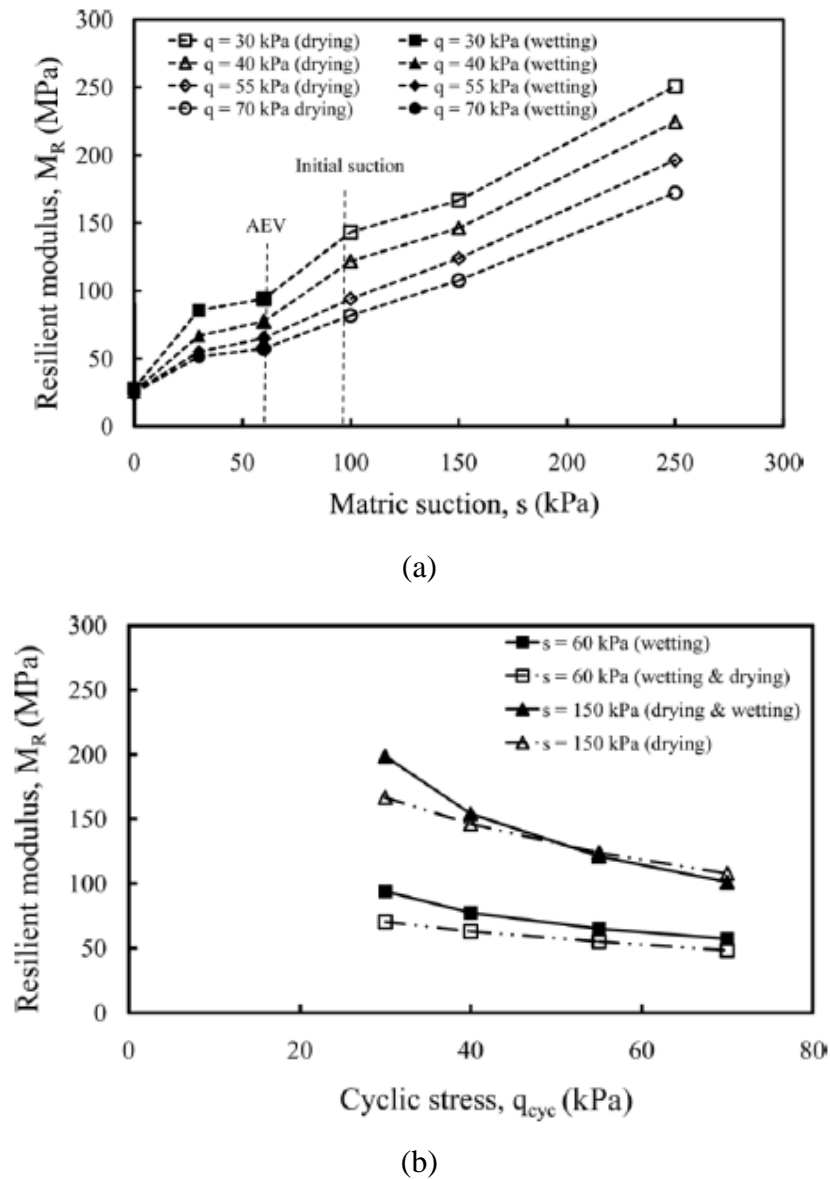 300
250
200
150
100
50
0
Resilient modulus, M_R (MPa)
q = 30 kPa (drying) q = 30 kPa (wetting)
q = 40 kPa (drying) q = 40 kPa (wetting)
q = 55 kPa (drying) q = 55 kPa (wetting)
q = 70 kPa drying) q = 70 kPa (wetting)
Initial suction
AEV
0 50 100 150 200 250 300
Matric suction, s (kPa)
(a)
300
250
200
150
100
50
0
Resilient modulus, M_R (MPa)
s = 60 kPa (wetting)
s = 60 kPa (wetting & drying)
s = 150 kPa (drying & wetting)
s = 150 kPa (drying)
0 20 40 60 80
Cyclic stress, q_cyc (kPa)
(b)